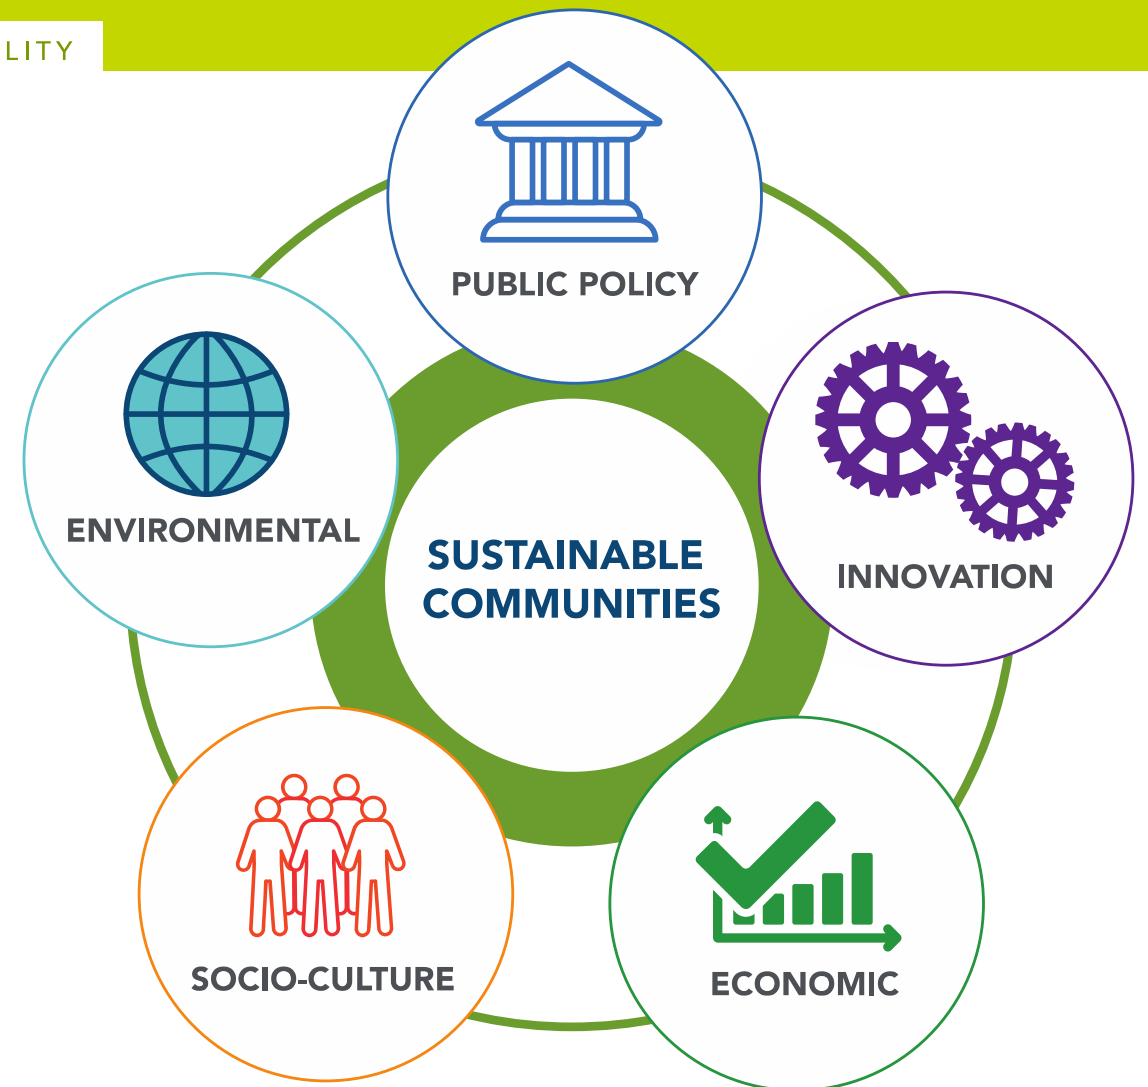 LITY
PUBLIC POLICY
ENVIRONMENTAL
INNOVATION
SUSTAINABLE
COMMUNITIES
SOCIO-CULTURE
ECONOMIC